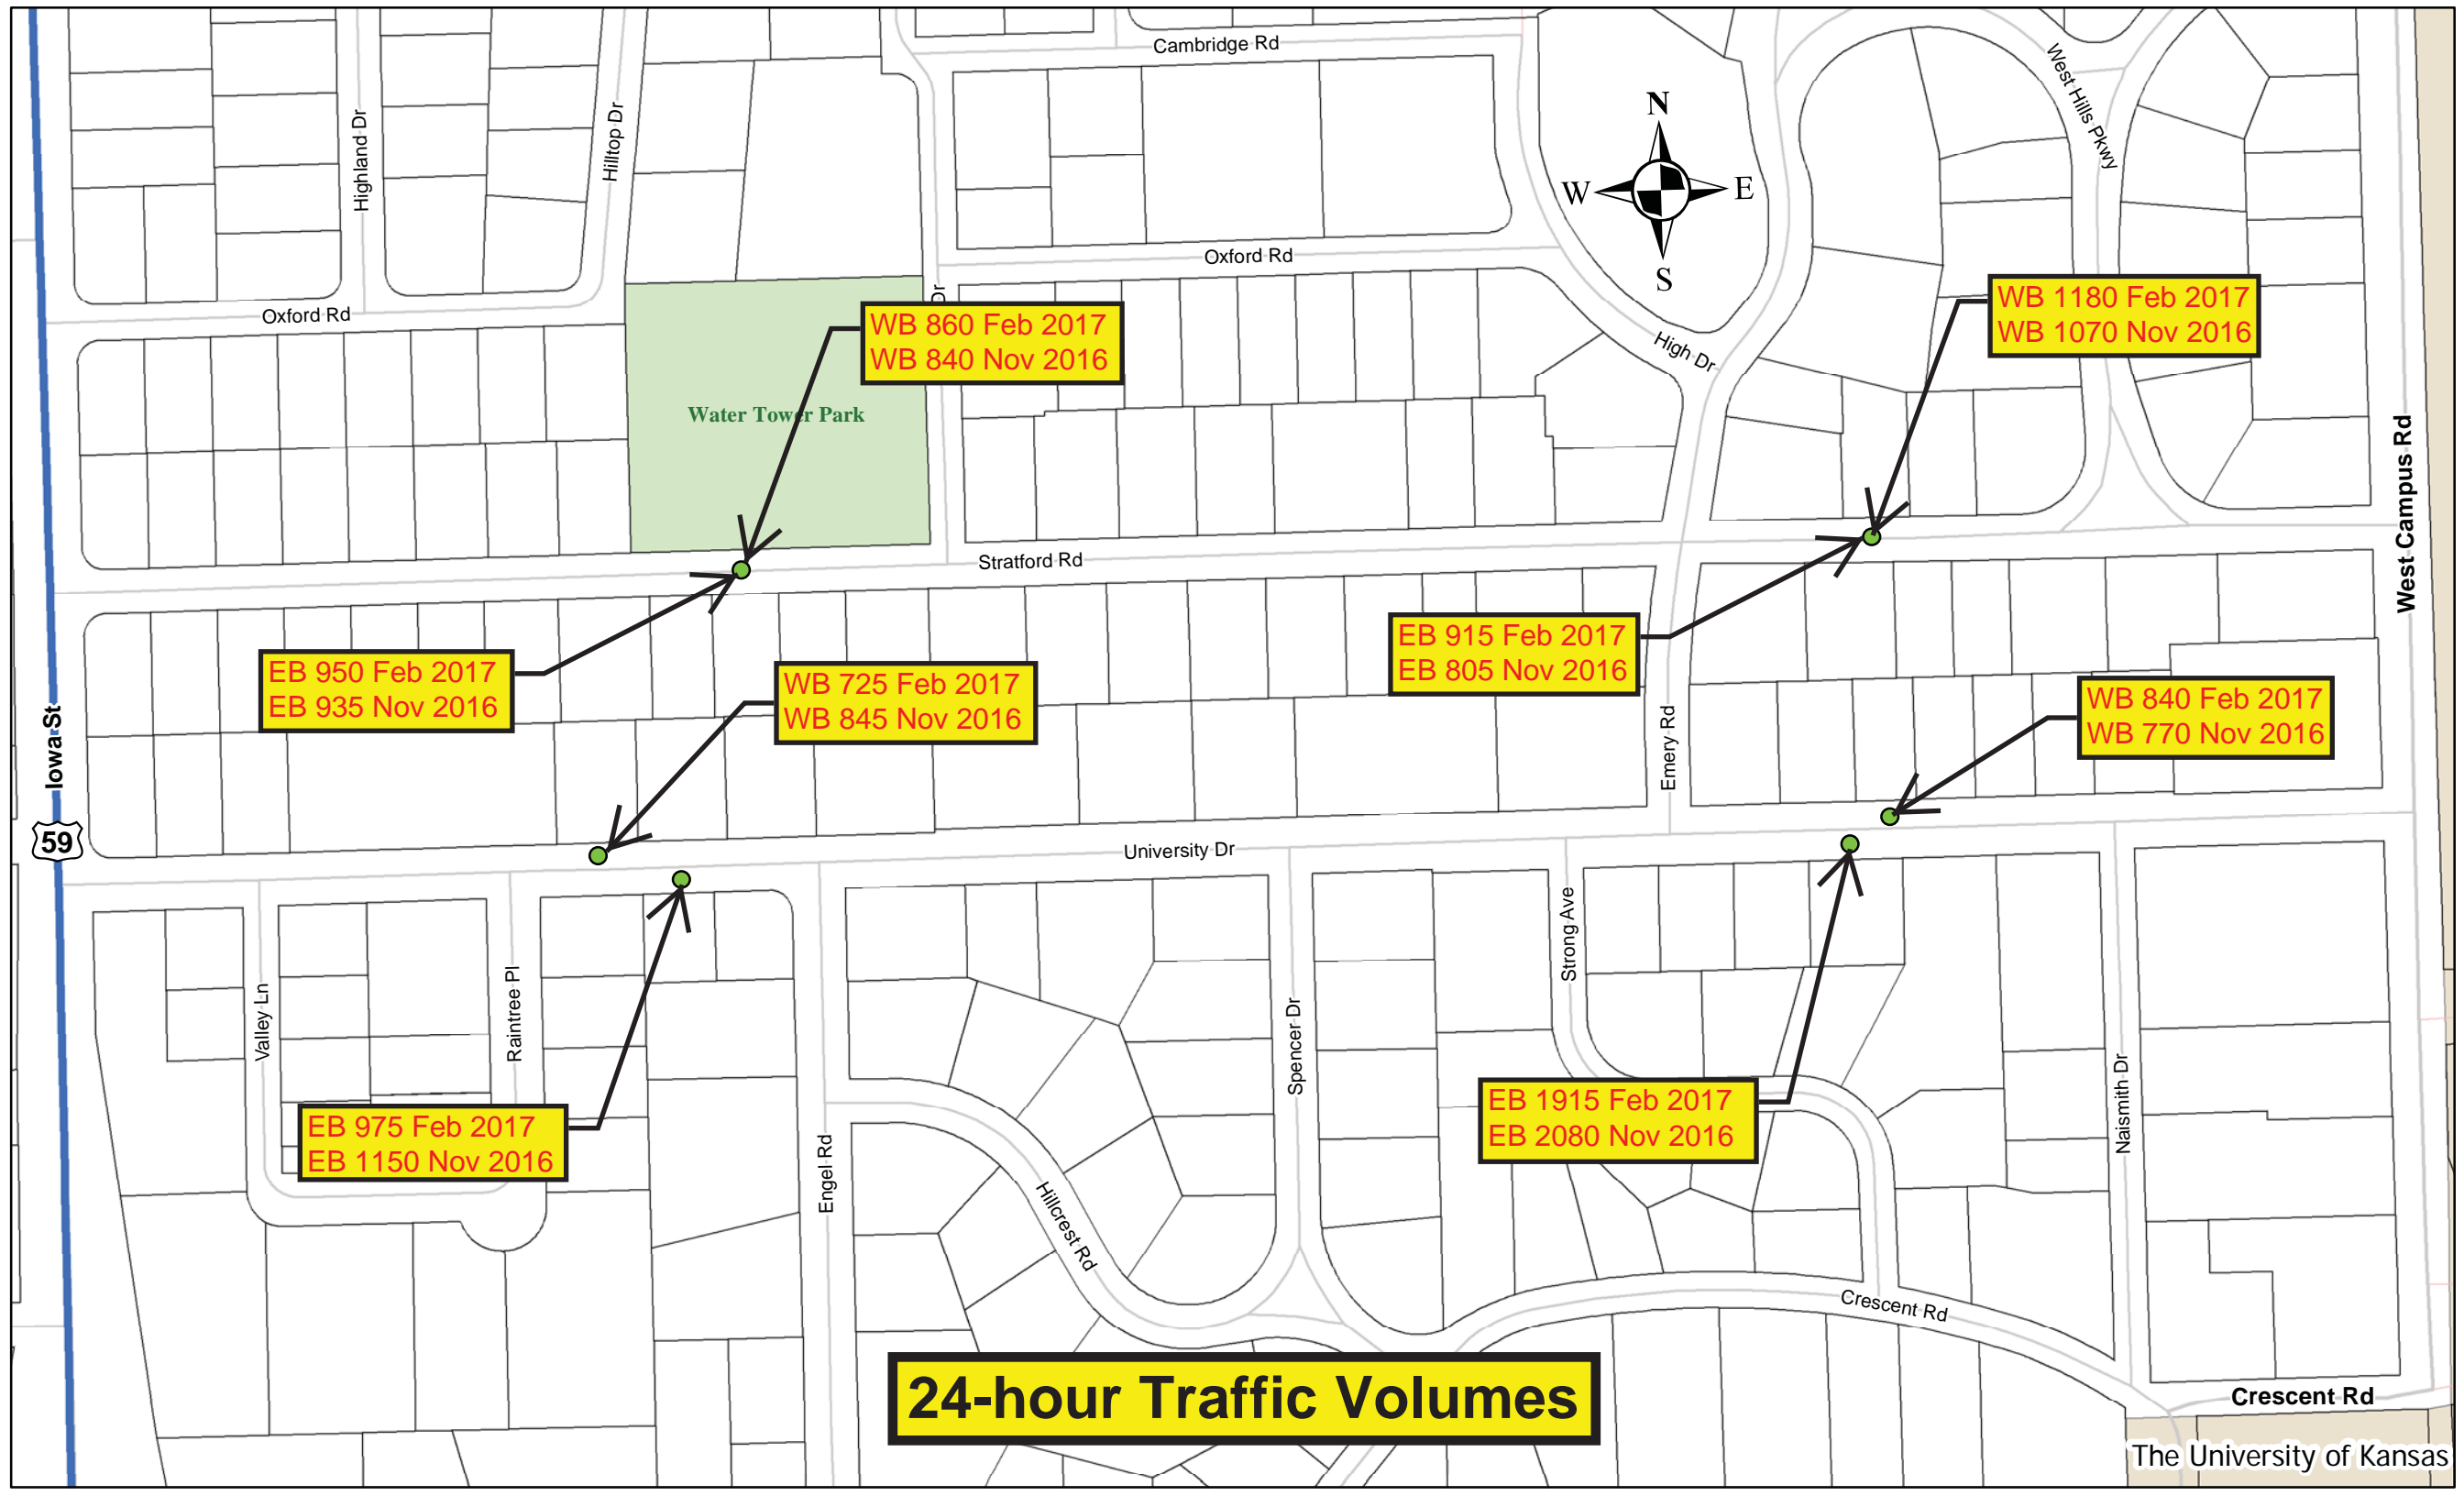 Cambridge Rd
West Hills Pkwy
N
W
E
S
Highland Dr
Hilltop Dr
Oxford Rd
Oxford Rd
Dr
WB 860 Feb 2017
WB 840 Nov 2016
WB 1180 Feb 2017
WB 1070 Nov 2016
High Dr
Water Tower Park
West Campus Rd
Stratford Rd
EB 950 Feb 2017
EB 935 Nov 2016
WB 725 Feb 2017
WB 845 Nov 2016
EB 915 Feb 2017
EB 805 Nov 2016
WB 840 Feb 2017
WB 770 Nov 2016
Iowa St
59
Emery Rd
University Dr
Valley Ln
Raintree Pl
Strong Ave
Spencer Dr
Naismith Dr
EB 975 Feb 2017
EB 1150 Nov 2016
EB 1915 Feb 2017
EB 2080 Nov 2016
Engel Rd
Hillcrest Rd
Crescent Rd
24-hour Traffic Volumes
Crescent Rd
The University of Kansas